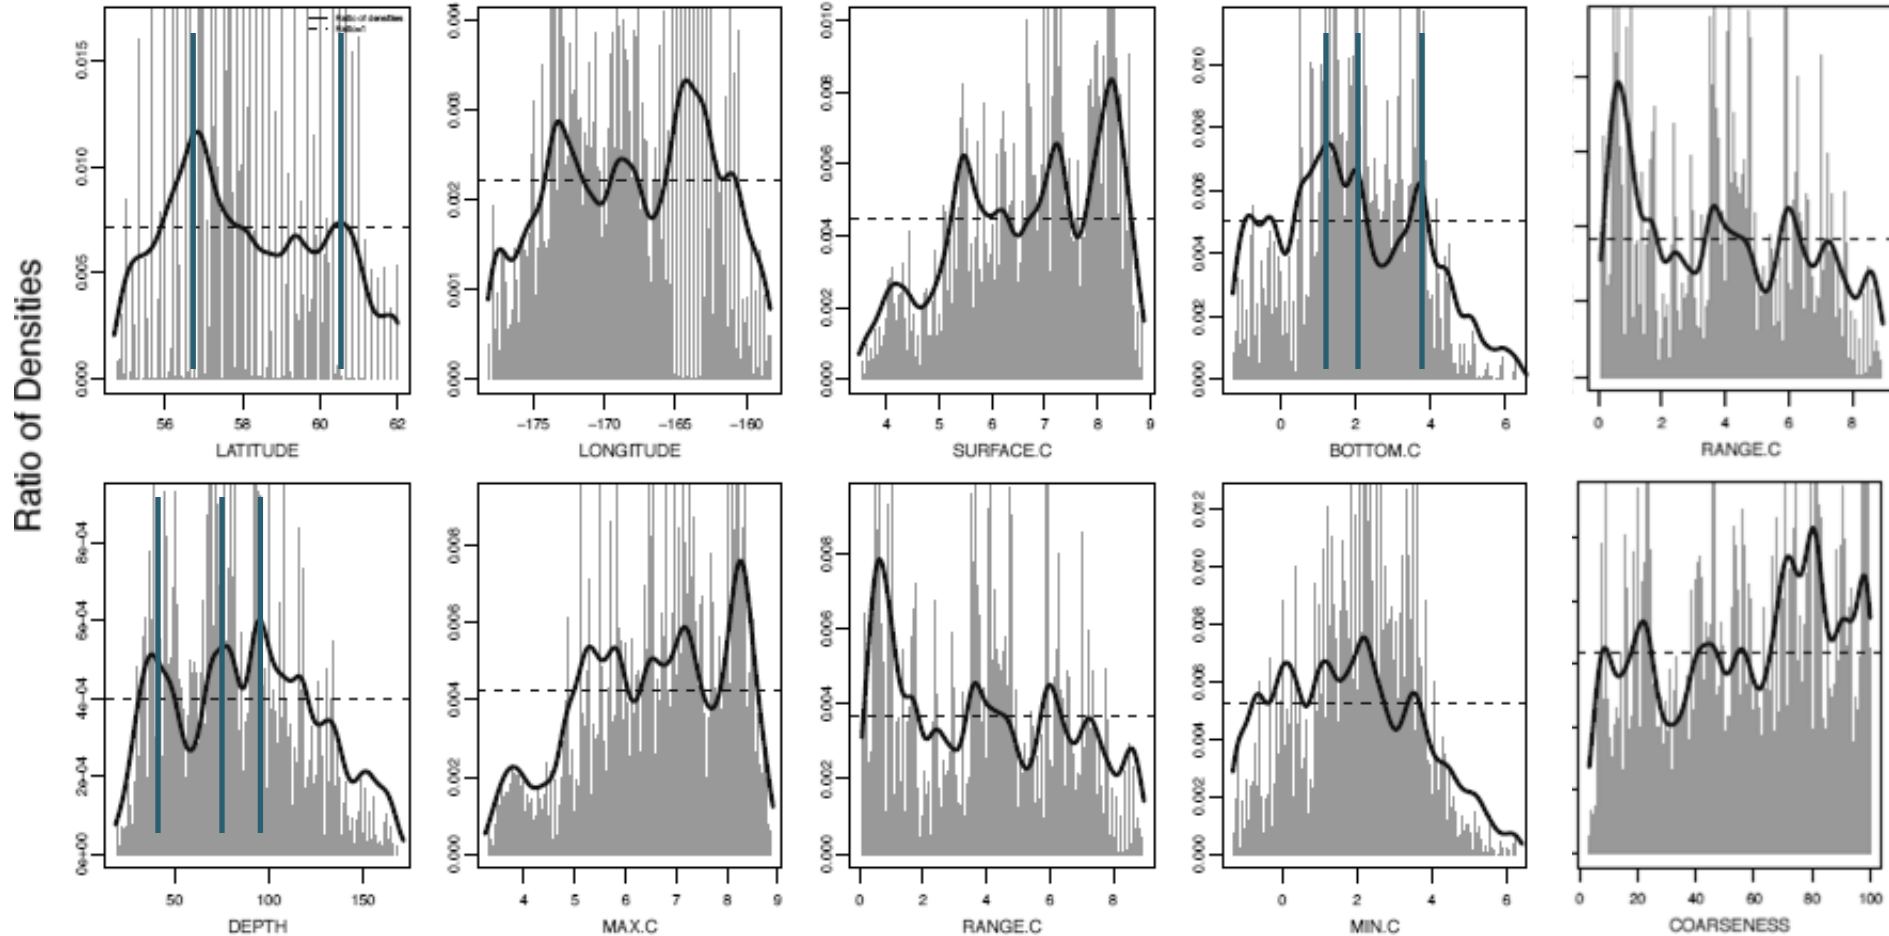 Ratio of Densities
Ratio of densities
0.000 0.005 0.010 0.015
56 58 60 62
LATITUDE
0.000 0.001 0.002 0.003 0.004
−175 −170 −165 −160
LONGITUDE
0.000 0.002 0.004 0.006 0.008 0.010
4 5 6 7 8 9
SURFACE.C
0.000 0.002 0.004 0.006 0.008 0.010
0 2 4 6
BOTTOM.C
0 2 4 6 8
RANGE.C
0e+00 2e-04 4e-04 6e-04 8e-04
50 100 150
DEPTH
0.000 0.002 0.004 0.006 0.008
4 5 6 7 8 9
MAX.C
0.000 0.002 0.004 0.006 0.008
0 2 4 6 8
RANGE.C
0.000 0.002 0.004 0.006 0.008 0.010 0.012
0 2 4 6
MIN.C
0 20 40 60 80 100
COARSENESS